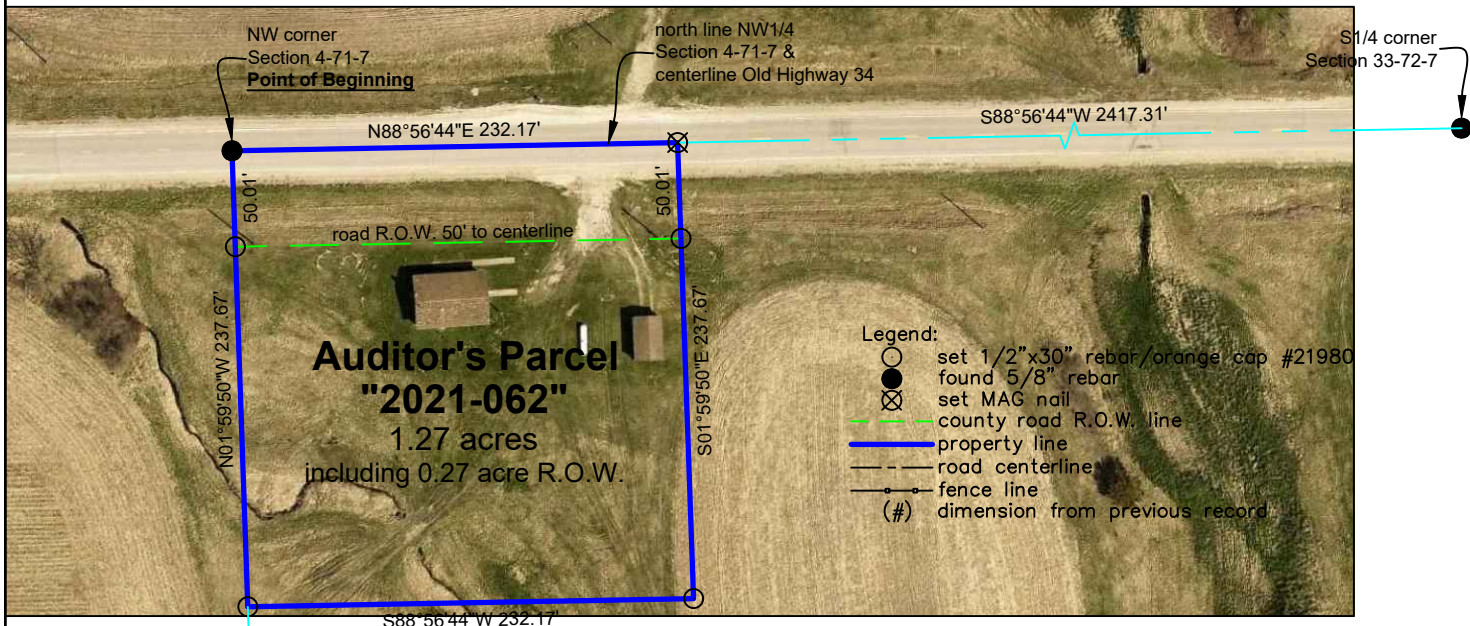 NW corner
Section 4-71-7
Point of Beginning
north line NW1/4
Section 4-71-7 &
centerline Old Highway 34
S1/4 corner
Section 33-72-7
N88°56'44"E 232.17'
S88°56'44"W 2417.31'
50.01'
50.01'
road R.O.W. 50' to centerline
N01°59'50"W 237.67'
S01°59'50"E 237.67'
Auditor's Parcel
"2021-062"
1.27 acres
including 0.27 acre R.O.W.
Legend:
set 1/2"x30" rebar/orange cap #21980
found 5/8" rebar
set MAG nail
county road R.O.W. line
property line
road centerline
fence line
(#) dimension from previous record
S88°56'44"W 232.17'